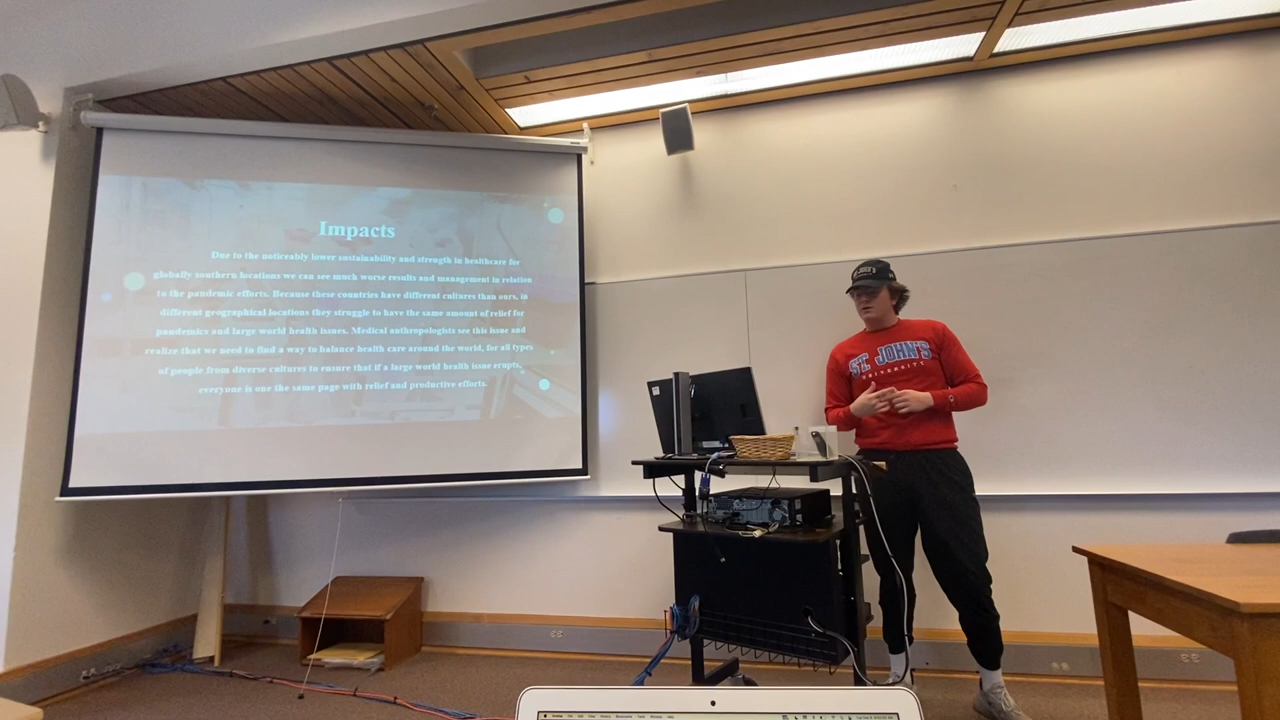 Impacts
Due to the noticeably lower sustainability and strength in healthcare for
globally southern locations we can see much worse results and management in relation
to the pandemic efforts. Because these countries have different cultures than ours, in
different geographical locations they struggle to have the same amount of relief for
pandemics and large world health issues. Medical anthropologists see this issue and
realize that we need to find a way to balance health care around the world, for all types
of people from diverse cultures to ensure that if a large world health issue erupts,
everyone is one the same page with relief and productive efforts.
ST. JOHN'S
UNIVERSITY